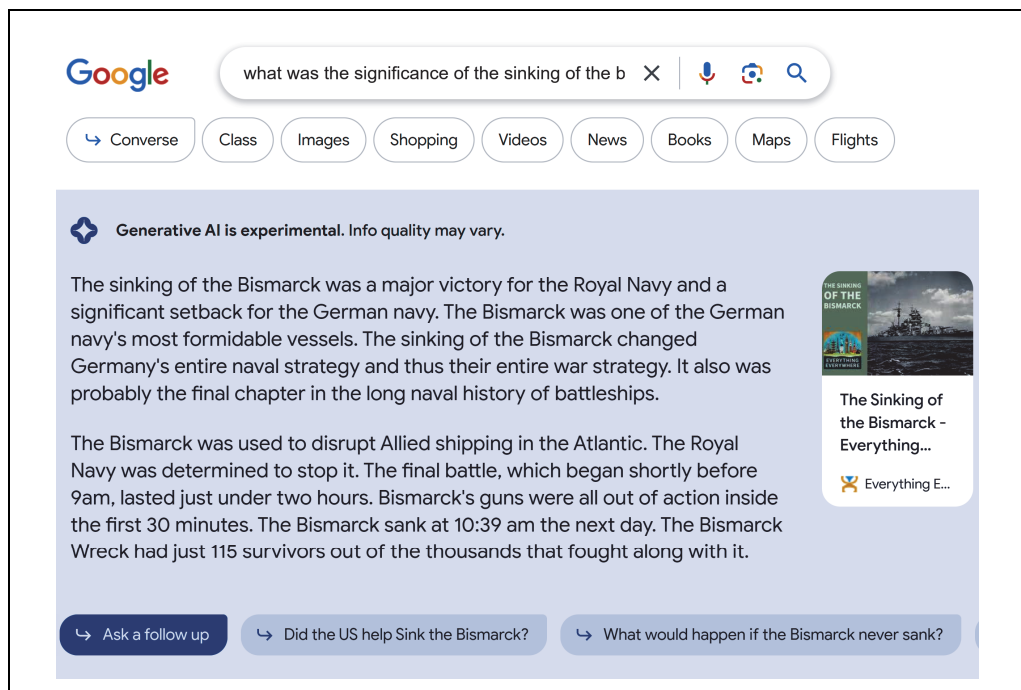 Google
what was the significance of the sinking of the b
Converse
Class
Images
Shopping
Videos
News
Books
Maps
Flights
Generative AI is experimental. Info quality may vary.
The sinking of the Bismarck was a major victory for the Royal Navy and a
significant setback for the German navy. The Bismarck was one of the German
navy's most formidable vessels. The sinking of the Bismarck changed
Germany's entire naval strategy and thus their entire war strategy. It also was
probably the final chapter in the long naval history of battleships.
The Bismarck was used to disrupt Allied shipping in the Atlantic. The Royal
Navy was determined to stop it. The final battle, which began shortly before
9am, lasted just under two hours. Bismarck's guns were all out of action inside
the first 30 minutes. The Bismarck sank at 10:39 am the next day. The Bismarck
Wreck had just 115 survivors out of the thousands that fought along with it.
THE SINKING
OF THE
BISMARCK
EVERYTHING
EVERYWHERE
The Sinking of
the Bismarck -
Everything...
Everything E...
Ask a follow up
Did the US help Sink the Bismarck?
What would happen if the Bismarck never sank?